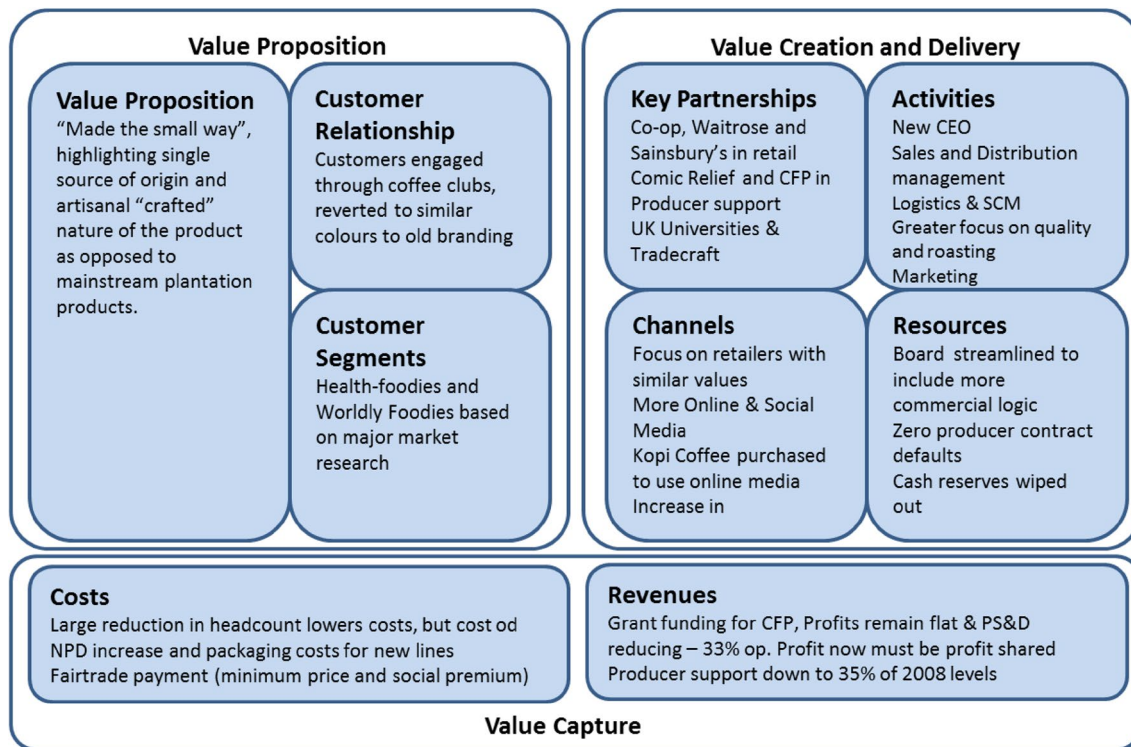 Value Proposition
Value Proposition
“Made the small way”,
highlighting single
source of origin and
artisanal “crafted”
nature of the product
as opposed to
mainstream plantation
products.
Customer
Relationship
Customers engaged
through coffee clubs,
reverted to similar
colours to old branding
Customer
Segments
Health-foodies and
Worldly Foodies based
on major market
research
Value Creation and Delivery
Key Partnerships
Co-op, Waitrose and
Sainsbury’s in retail
Comic Relief and CFP in
Producer support
UK Universities &
Tradecraft
Activities
New CEO
Sales and Distribution
management
Logistics & SCM
Greater focus on quality
and roasting
Marketing
Channels
Focus on retailers with
similar values
More Online & Social
Media
Kopi Coffee purchased
to use online media
Increase in
Resources
Board streamlined to
include more
commercial logic
Zero producer contract
defaults
Cash reserves wiped
out
Costs
Large reduction in headcount lowers costs, but cost od
NPD increase and packaging costs for new lines
Fairtrade payment (minimum price and social premium)
Revenues
Grant funding for CFP, Profits remain flat & PS&D
reducing – 33% op. Profit now must be profit shared
Producer support down to 35% of 2008 levels
Value Capture